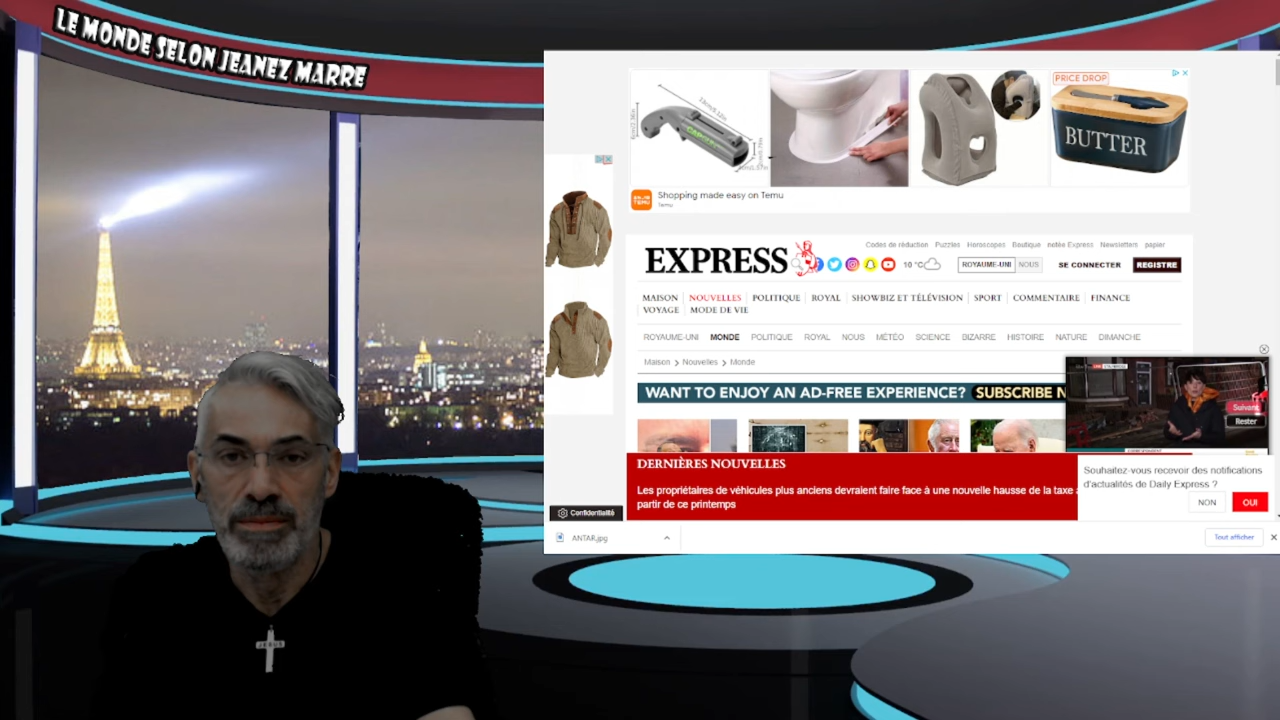 LE MONDE SELON JEANEZ MARRE
PRICE DROP
BUTTER
Shopping made easy on Temu
Temu
EXPRESS
Codes de réduction Puzzles Horoscopes Boutique notée Express Newsletters papier
10 °C
ROYAUME-UNI NOUS
SE CONNECTER
REGISTRE
MAISON NOUVELLES POLITIQUE ROYAL SHOWBIZ ET TÉLÉVISION SPORT COMMENTAIRE FINANCE
VOYAGE MODE DE VIE
ROYAUME-UNI MONDE POLITIQUE ROYAL NOUS MÉTÉO SCIENCE BIZARRE HISTOIRE NATURE DIMANCHE
Maison > Nouvelles > Monde
WANT TO ENJOY AN AD-FREE EXPERIENCE? SUBSCRIBE N
Suivant
Rester
DERNIÈRES NOUVELLES
Les propriétaires de véhicules plus anciens devraient faire face à une nouvelle hausse de la taxe à
partir de ce printemps
Souhaitez-vous recevoir des notifications
d'actualités de Daily Express ?
NON OUI
Confidentialité
ANTAR.jpg
Tout afficher
JESUS